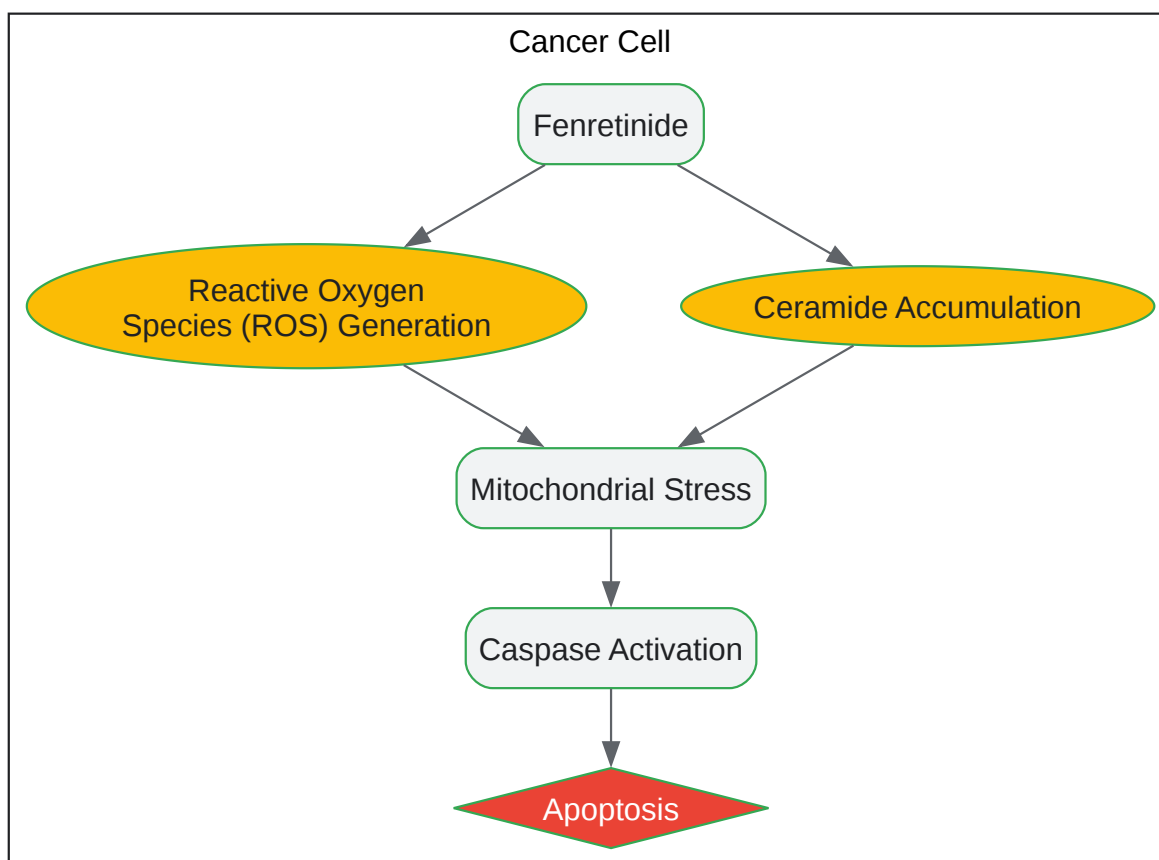 Cancer Cell
Fenretinide
Reactive Oxygen
Species (ROS) Generation
Ceramide Accumulation
Mitochondrial Stress
Caspase Activation
Apoptosis